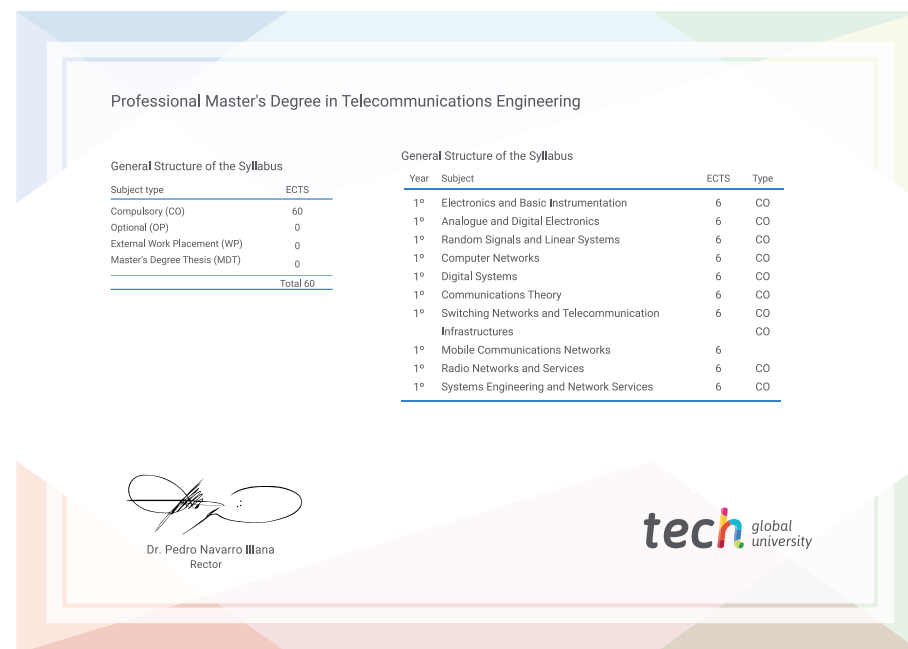 Professional Master's Degree in Telecommunications Engineering
General Structure of the Syllabus
Subject type ECTS
Compulsory (CO) 60
Optional (OP) 0
External Work Placement (WP) 0
Master's Degree Thesis (MDT) 0
Total 60
General Structure of the Syllabus
Year Subject ECTS Type
1º Electronics and Basic Instrumentation 6 CO
1º Analogue and Digital Electronics 6 CO
1º Random Signals and Linear Systems 6 CO
1º Computer Networks 6 CO
1º Digital Systems 6 CO
1º Communications Theory 6 CO
1º Switching Networks and Telecommunication 6 CO
Infrastructures CO
1º Mobile Communications Networks 6
1º Radio Networks and Services 6 CO
1º Systems Engineering and Network Services 6 CO
Dr. Pedro Navarro Illana
Rector
tech global
university